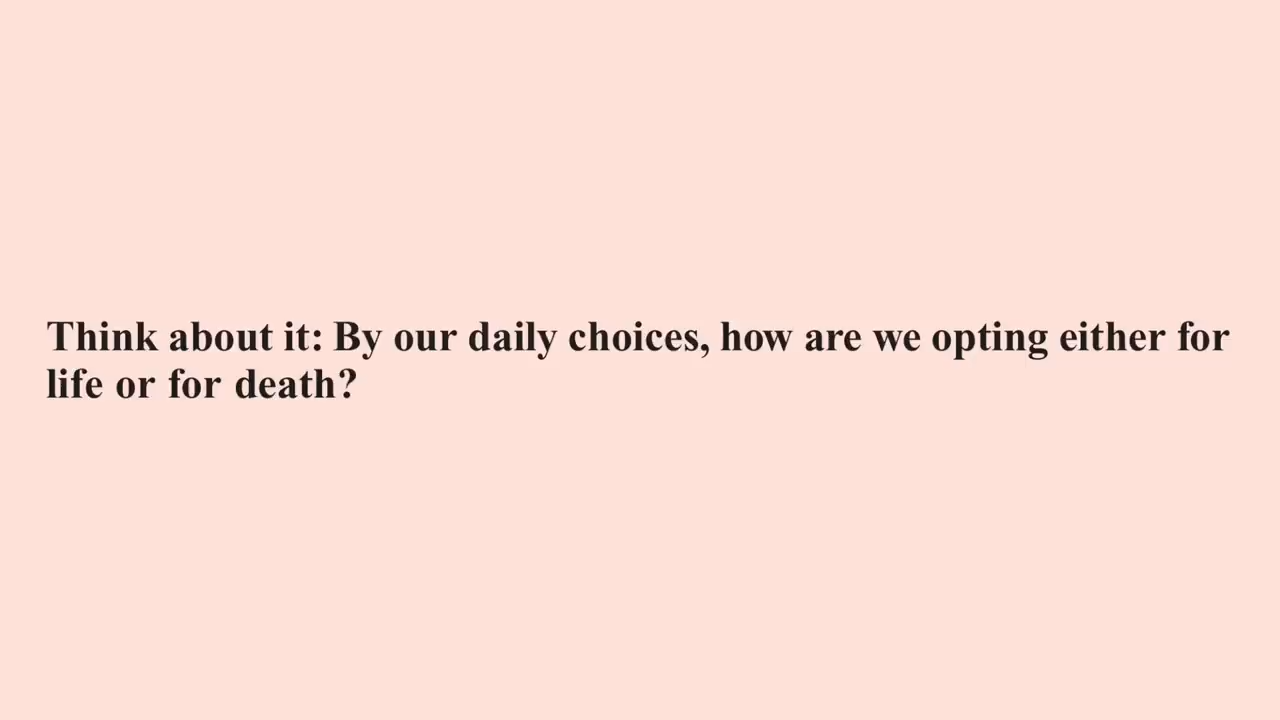 Think about it: By our daily choices, how are we opting either for
life or for death?